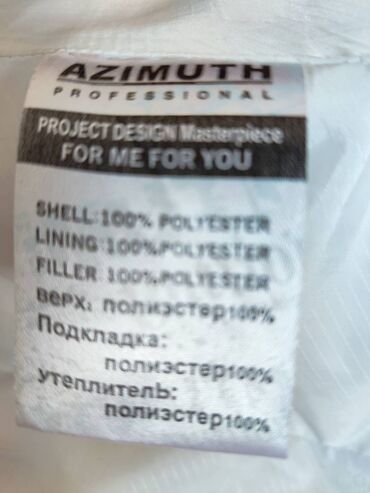 AZIMUTH
PROFESSIONAL
PROJECT DESIGN Masterpiece
FOR ME FOR YOU
SHELL:100% POLYESTER
LINING:100%POLYESTER
FILLER:100%POLYESTER
верх: полиэстер100%
Подкладка:
полиэстер100%
утеплитель:
полиэстер100%